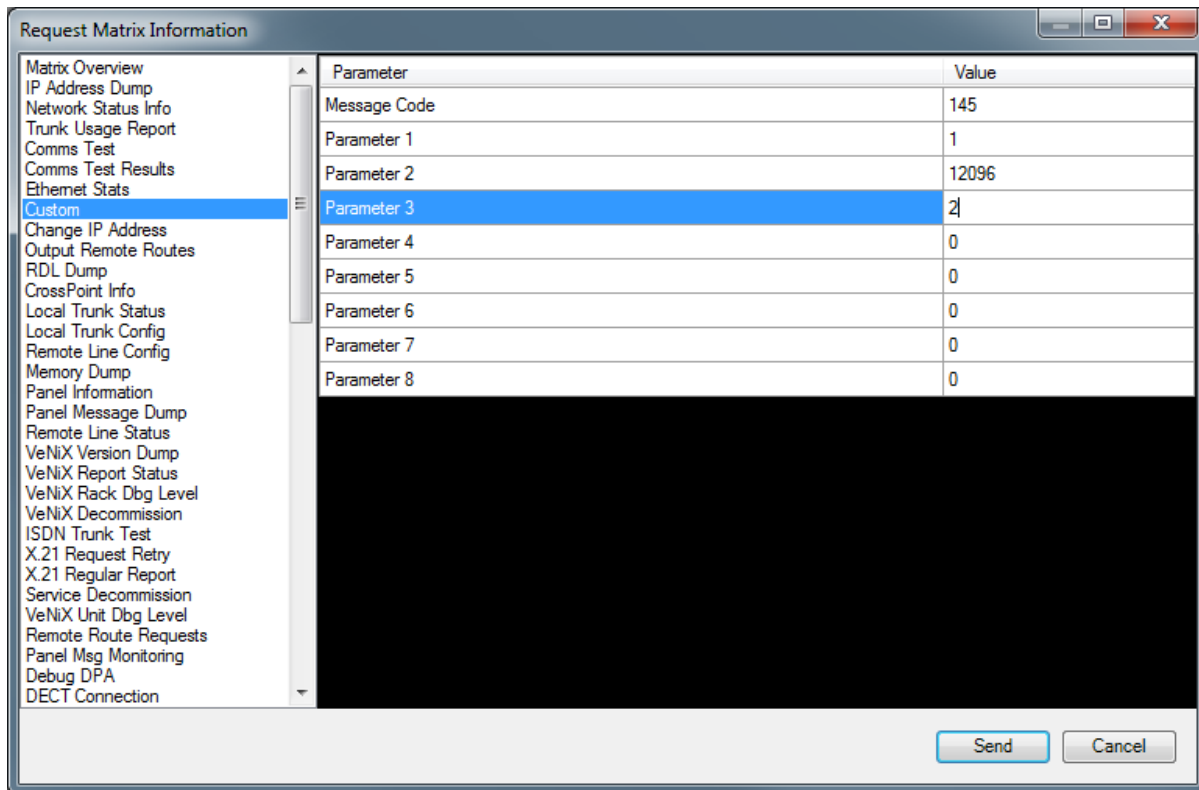 Request Matrix Information
Matrix Overview
IP Address Dump
Network Status Info
Trunk Usage Report
Comms Test
Comms Test Results
Ethernet Stats
Custom
Change IP Address
Output Remote Routes
RDL Dump
CrossPoint Info
Local Trunk Status
Local Trunk Config
Remote Line Config
Memory Dump
Panel Information
Panel Message Dump
Remote Line Status
VeNiX Version Dump
VeNiX Report Status
VeNiX Rack Dbg Level
VeNiX Decommission
ISDN Trunk Test
X.21 Request Retry
X.21 Regular Report
Service Decommission
VeNiX Unit Dbg Level
Remote Route Requests
Panel Msg Monitoring
Debug DPA
DECT Connection
Parameter Value
Message Code 145
Parameter 1 1
Parameter 2 12096
Parameter 3 2
Parameter 4 0
Parameter 5 0
Parameter 6 0
Parameter 7 0
Parameter 8 0
Send Cancel